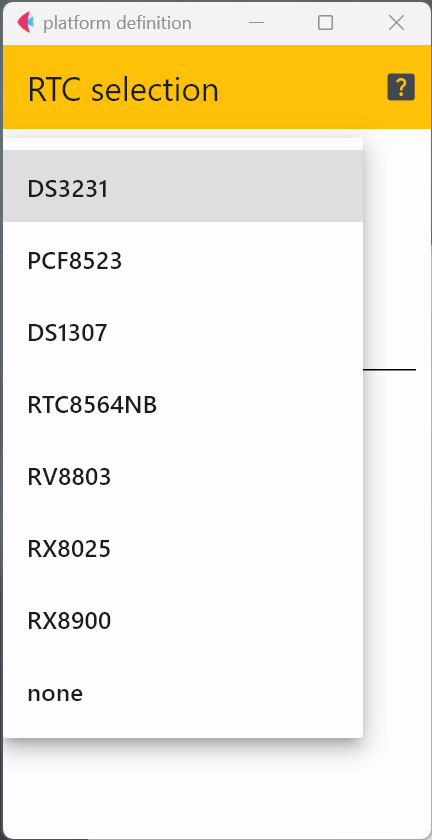 platform definition
RTC selection
?
DS3231
PCF8523
DS1307
RTC8564NB
RV8803
RX8025
RX8900
none